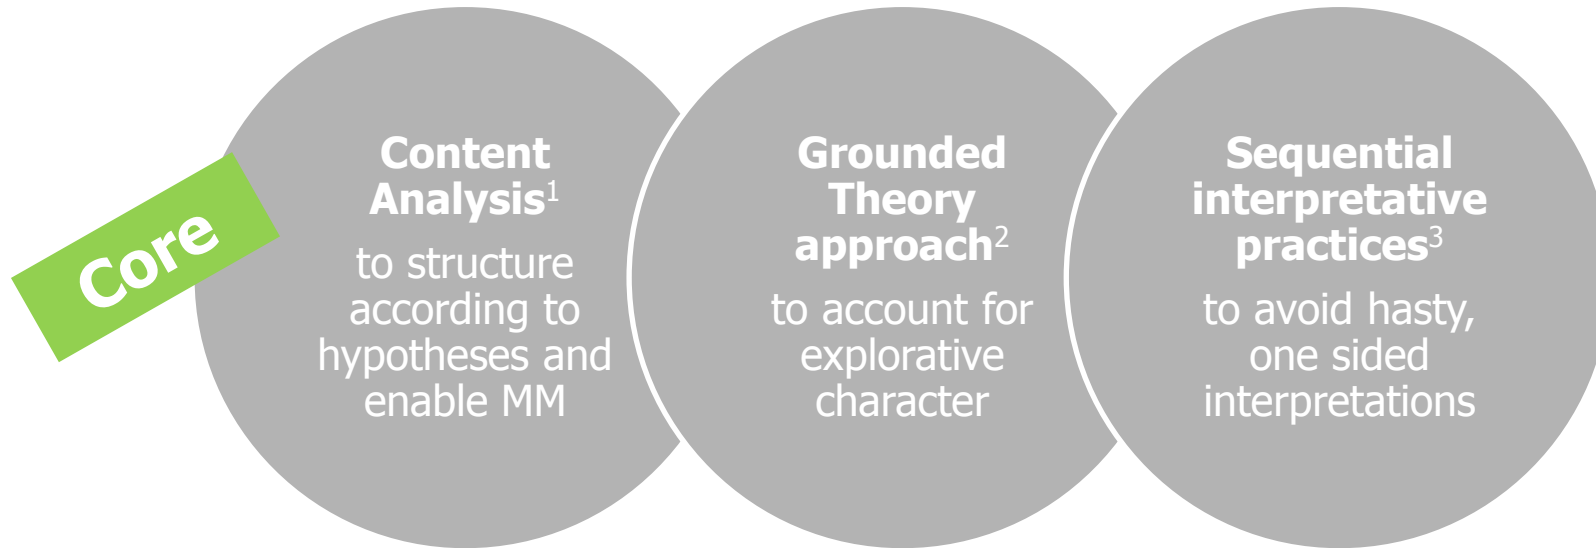 Core
Content
Analysis¹
to structure
according to
hypotheses and
enable MM
Grounded
Theory
approach²
to account for
explorative
character
Sequential
interpretative
practices³
to avoid hasty,
one sided
interpretations